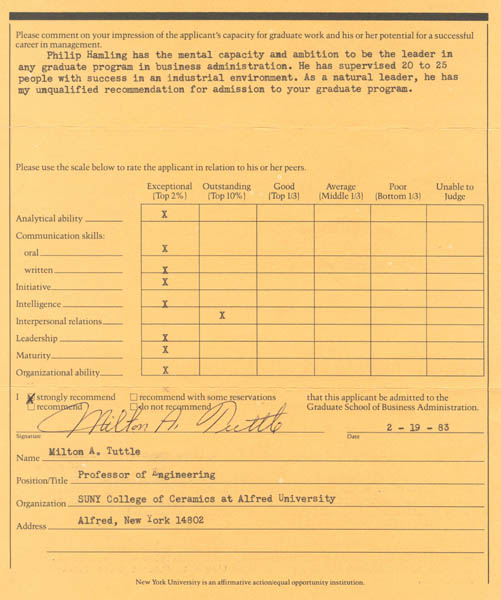 Please comment on your impression of the applicant's capacity for graduate work and his or her potential for a successful
career in management.
Philip Hamling has the mental capacity and ambition to be the leader in
any graduate program in business administration. He has supervised 20 to 25
people with success in an industrial environment. As a natural leader, he has
my unqualified recommendation for admission to your graduate program.
Please use the scale below to rate the applicant in relation to his or her peers.
Exceptional Outstanding Good Average Poor Unable to
(Top 2%) (Top 10%) (Top 1/3) (Middle 1/3) (Bottom 1/3) Judge
Analytical ability X
Communication skills:
oral X
written X
Initiative X
Intelligence X
Interpersonal relations X
Leadership X
Maturity X
Organizational ability X
I X strongly recommend recommend with some reservations that this applicant be admitted to the
recommend do not recommend Graduate School of Business Administration.
Milton A. Tuttle 2 - 19 - 83
Signature Date
Name Milton A. Tuttle
Position/Title Professor of Engineering
Organization SUNY College of Ceramics at Alfred University
Address Alfred, New York 14802
New York University is an affirmative action/equal opportunity institution.